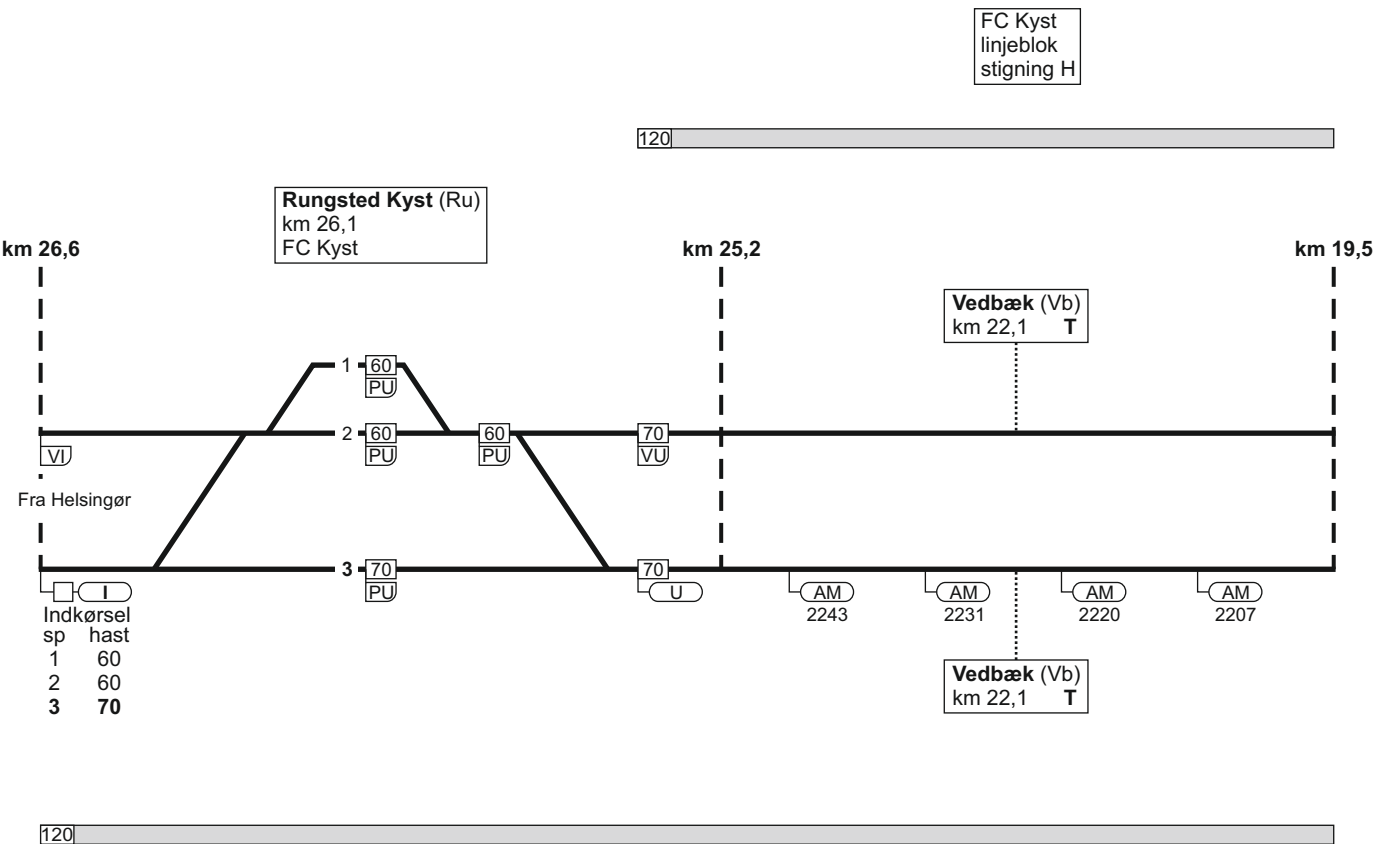 FC Kyst
linjeblok
stigning H
120
Rungsted Kyst (Ru)
km 26,1
FC Kyst
km 26,6
km 25,2
km 19,5
Vedbæk (Vb)
km 22,1 T
1 60
PU
2 60 60 70
VI PU PU VU
Fra Helsingør
3 70 70
I PU U AM AM AM AM
2243 2231 2220 2207
Indkørsel
sp hast
1 60
2 60
3 70
Vedbæk (Vb)
km 22,1 T
120